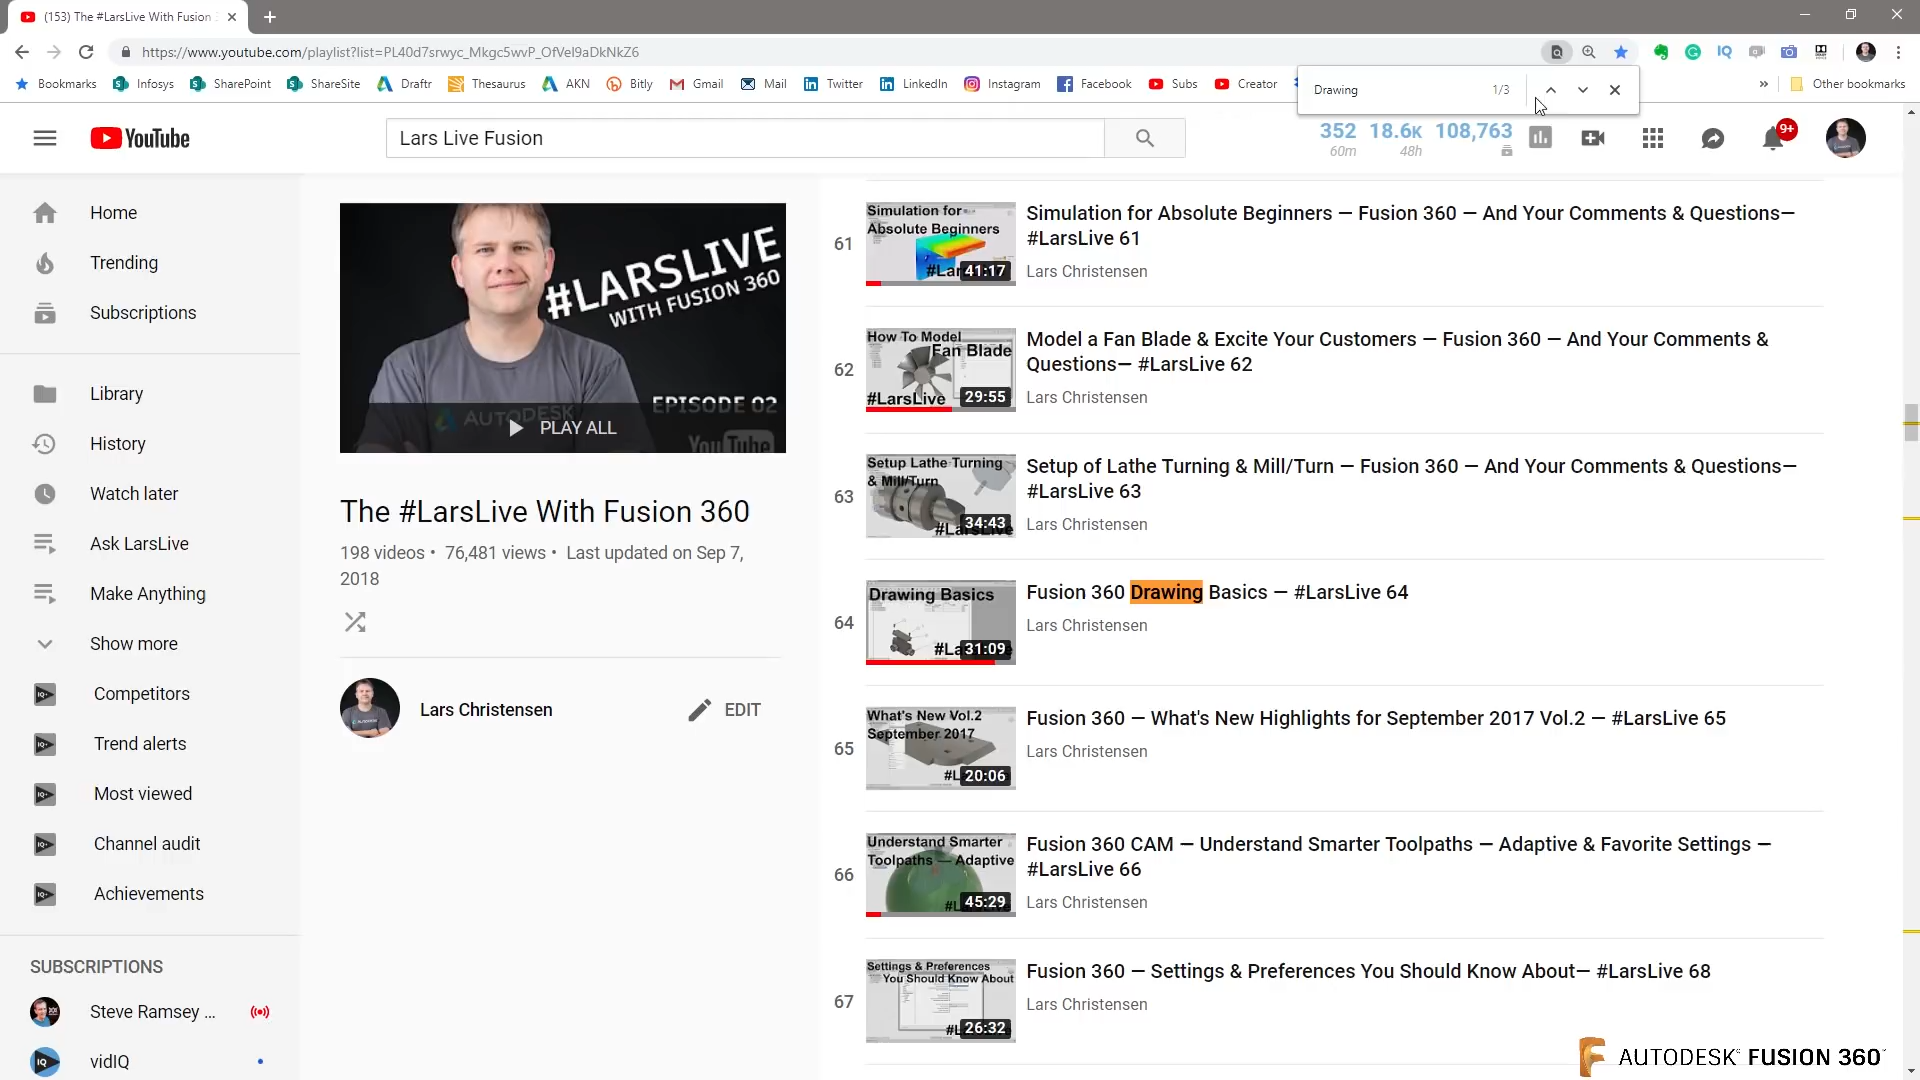 (153) The #LarsLive With Fusion
https://www.youtube.com/playlist?list=PL40d7srwyc_Mkgc5wvP_OfVel9aDkNkZ6
Bookmarks
Infosys
SharePoint
ShareSite
Draftr
Thesaurus
AKN
Bitly
Gmail
Mail
Twitter
LinkedIn
Instagram
Facebook
Subs
Creator
»
Other bookmarks
Drawing
1/3
YouTube
Lars Live Fusion
352 18.6K 108,763
60m 48h
9+
Home
Trending
Subscriptions
Library
History
Watch later
Ask LarsLive
Make Anything
Show more
Competitors
Trend alerts
Most viewed
Channel audit
Achievements
SUBSCRIPTIONS
Steve Ramsey ...
vidIQ
#LARSLIVE
WITH FUSION 360
EPISODE 02
AUTODESK
PLAY ALL
YouTube
The #LarsLive With Fusion 360
198 videos • 76,481 views • Last updated on Sep 7,
2018
Lars Christensen
EDIT
61
Simulation for
Absolute Beginners
41:17
Simulation for Absolute Beginners — Fusion 360 — And Your Comments & Questions—
#LarsLive 61
Lars Christensen
62
How To Model
Fan Blade
#LarsLive
29:55
Model a Fan Blade & Excite Your Customers — Fusion 360 — And Your Comments &
Questions— #LarsLive 62
Lars Christensen
63
Setup Lathe Turning
& Mill/Turn
34:43
#LarsLive
Setup of Lathe Turning & Mill/Turn — Fusion 360 — And Your Comments & Questions—
#LarsLive 63
Lars Christensen
64
Drawing Basics
31:09
Fusion 360 Drawing Basics — #LarsLive 64
Lars Christensen
65
What's New Vol.2
September 2017
20:06
Fusion 360 — What's New Highlights for September 2017 Vol.2 — #LarsLive 65
Lars Christensen
66
Understand Smarter
Toolpaths — Adaptive
45:29
Fusion 360 CAM — Understand Smarter Toolpaths — Adaptive & Favorite Settings —
#LarsLive 66
Lars Christensen
67
Settings & Preferences
You Should Know About
26:32
Fusion 360 — Settings & Preferences You Should Know About— #LarsLive 68
Lars Christensen
AUTODESK FUSION 360